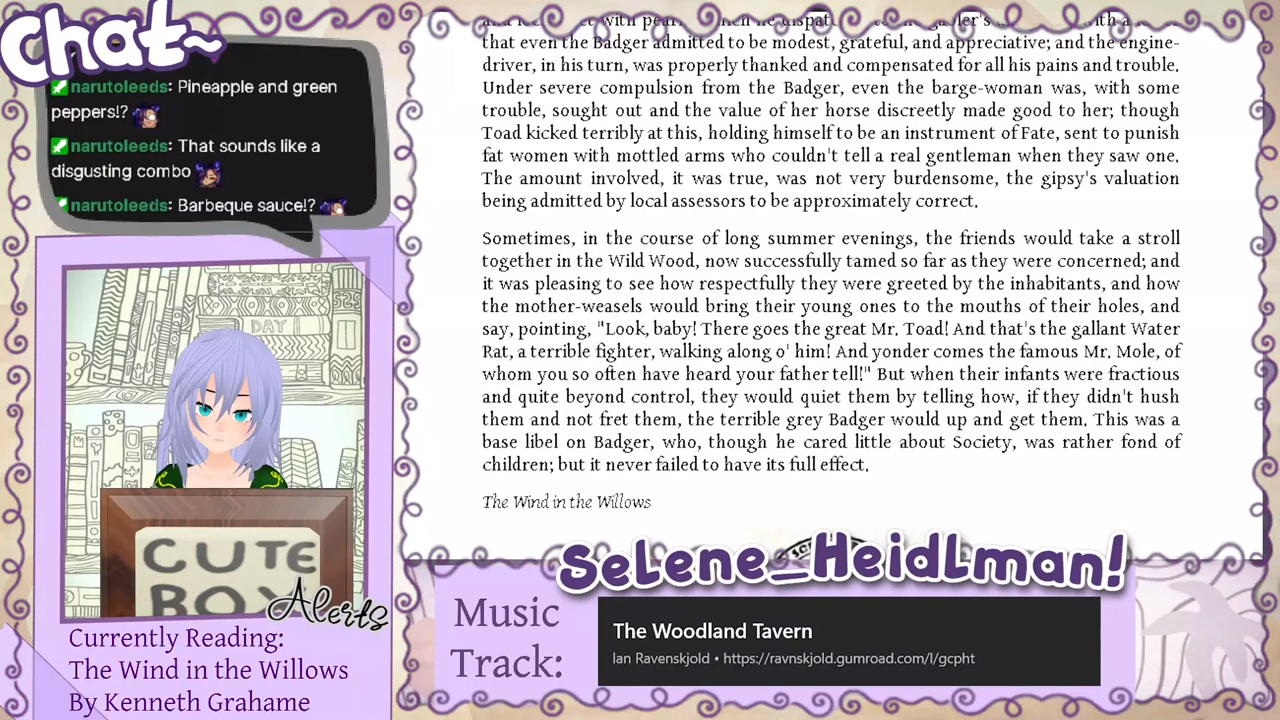 Chat~
narutoleeds: Pineapple and green
peppers!?
narutoleeds: That sounds like a
disgusting combo
narutoleeds: Barbeque sauce!?
DAY
525
CUTE
BOX
Alerts
Currently Reading:
The Wind in the Willows
By Kenneth Grahame
that even the Badger admitted to be modest, grateful, and appreciative; and the engine-
driver, in his turn, was properly thanked and compensated for all his pains and trouble.
Under severe compulsion from the Badger, even the barge-woman was, with some
trouble, sought out and the value of her horse discreetly made good to her; though
Toad kicked terribly at this, holding himself to be an instrument of Fate, sent to punish
fat women with mottled arms who couldn't tell a real gentleman when they saw one.
The amount involved, it was true, was not very burdensome, the gipsy's valuation
being admitted by local assessors to be approximately correct.
Sometimes, in the course of long summer evenings, the friends would take a stroll
together in the Wild Wood, now successfully tamed so far as they were concerned; and
it was pleasing to see how respectfully they were greeted by the inhabitants, and how
the mother-weasels would bring their young ones to the mouths of their holes, and
say, pointing, "Look, baby! There goes the great Mr. Toad! And that's the gallant Water
Rat, a terrible fighter, walking along o' him! And yonder comes the famous Mr. Mole, of
whom you so often have heard your father tell!" But when their infants were fractious
and quite beyond control, they would quiet them by telling how, if they didn't hush
them and not fret them, the terrible grey Badger would up and get them. This was a
base libel on Badger, who, though he cared little about Society, was rather fond of
children; but it never failed to have its full effect.
The Wind in the Willows
Selene_Heidlman!
Music
Track:
The Woodland Tavern
Ian Ravenskjold • https://ravnskjold.gumroad.com/l/gcpht